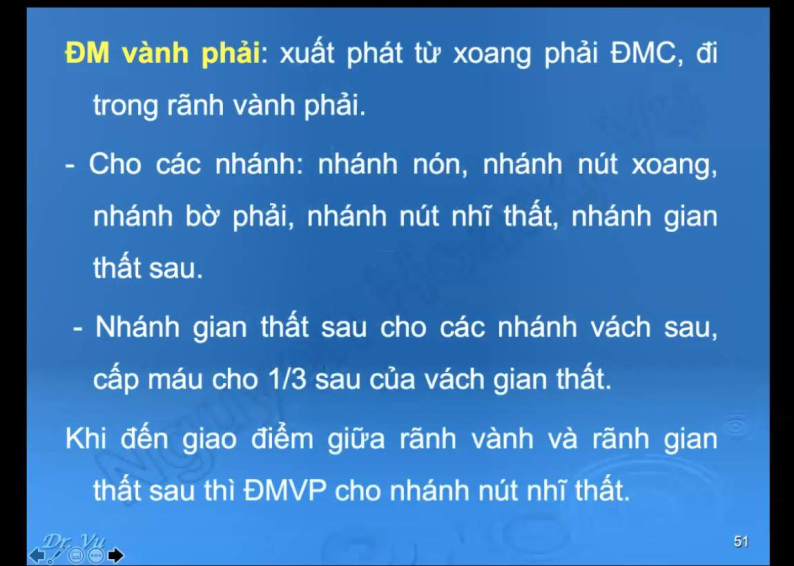 ĐM vành phải: xuất phát từ xoang phải ĐMC, đi
trong rãnh vành phải.
- Cho các nhánh: nhánh nón, nhánh nút xoang,
nhánh bờ phải, nhánh nút nhĩ thất, nhánh gian
thất sau.
- Nhánh gian thất sau cho các nhánh vách sau,
cấp máu cho 1/3 sau của vách gian thất.
Khi đến giao điểm giữa rãnh vành và rãnh gian
thất sau thì ĐMVP cho nhánh nút nhĩ thất.
Dr. Vu
51